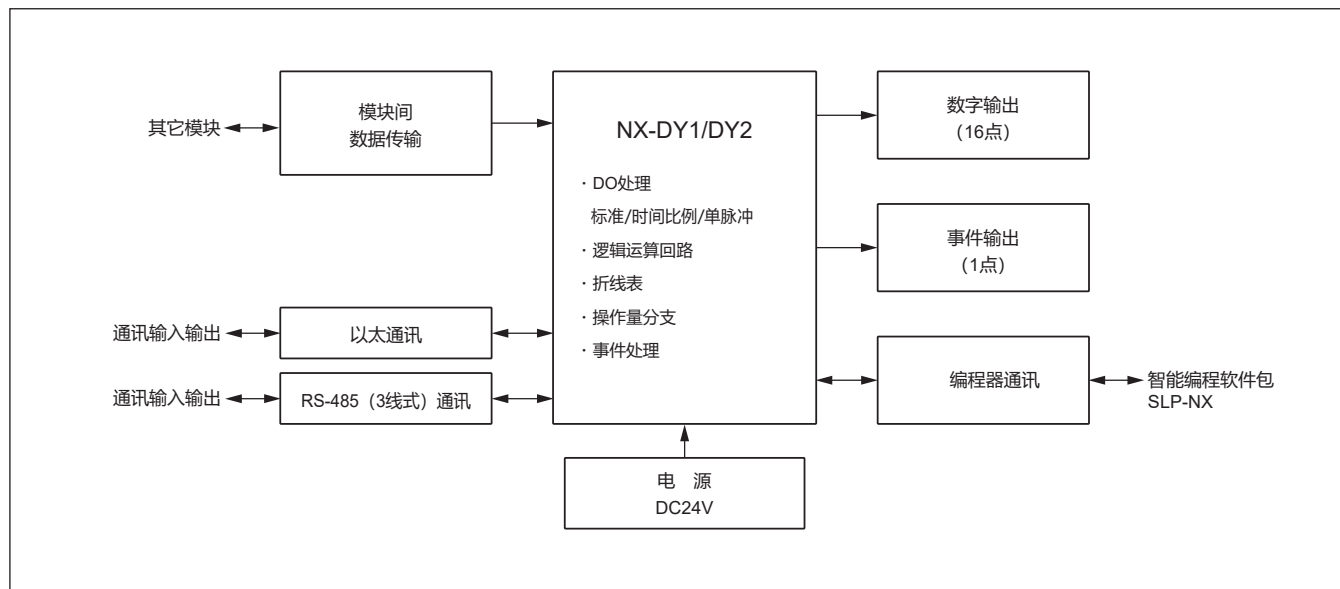 其它模块
模块间
数据传输
NX-DY1/DY2
・DO处理
标准/时间比例/单脉冲
・逻辑运算回路
・折线表
・操作量分支
・事件处理
数字输出
（16点）
事件输出
（1点）
通讯输入输出
以太通讯
通讯输入输出
RS-485（3线式）通讯
编程器通讯
智能编程软件包
SLP-NX
电 源
DC24V